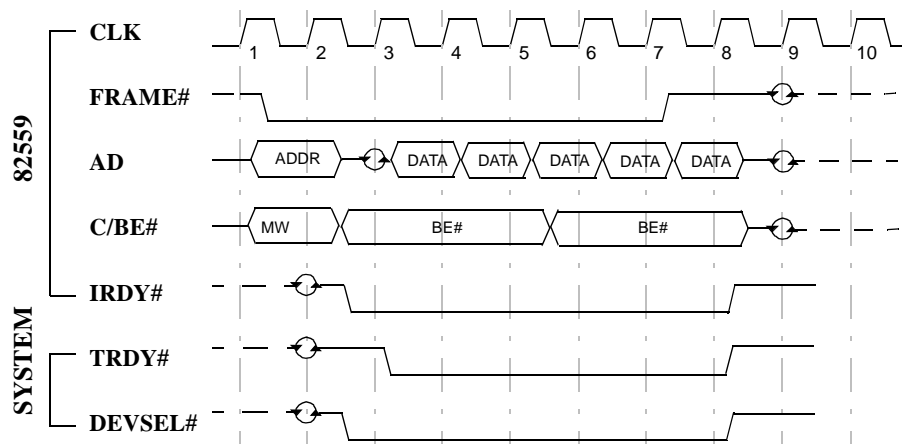 CLK
1 2 3 4 5 6 7 8 9 10
FRAME#
82559
AD
ADDR DATA DATA DATA DATA DATA
C/BE#
MW BE# BE#
IRDY#
SYSTEM
TRDY#
DEVSEL#